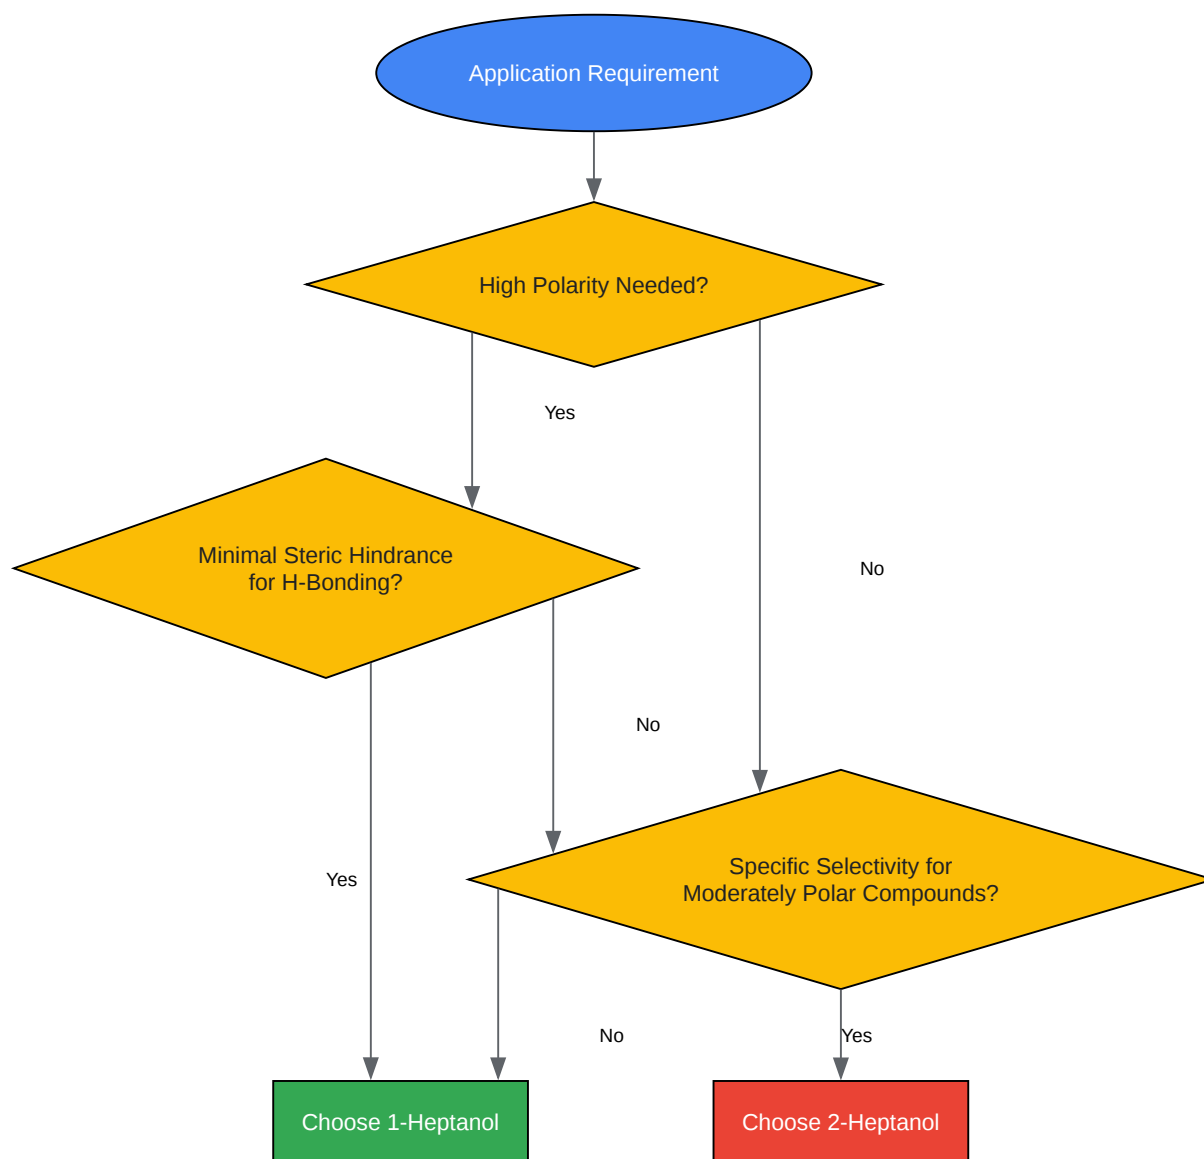 Application Requirement
High Polarity Needed?
Yes
Minimal Steric Hindrance
for H-Bonding?
No
No
Specific Selectivity for
Moderately Polar Compounds?
Yes
No
Yes
Choose 1-Heptanol
Choose 2-Heptanol